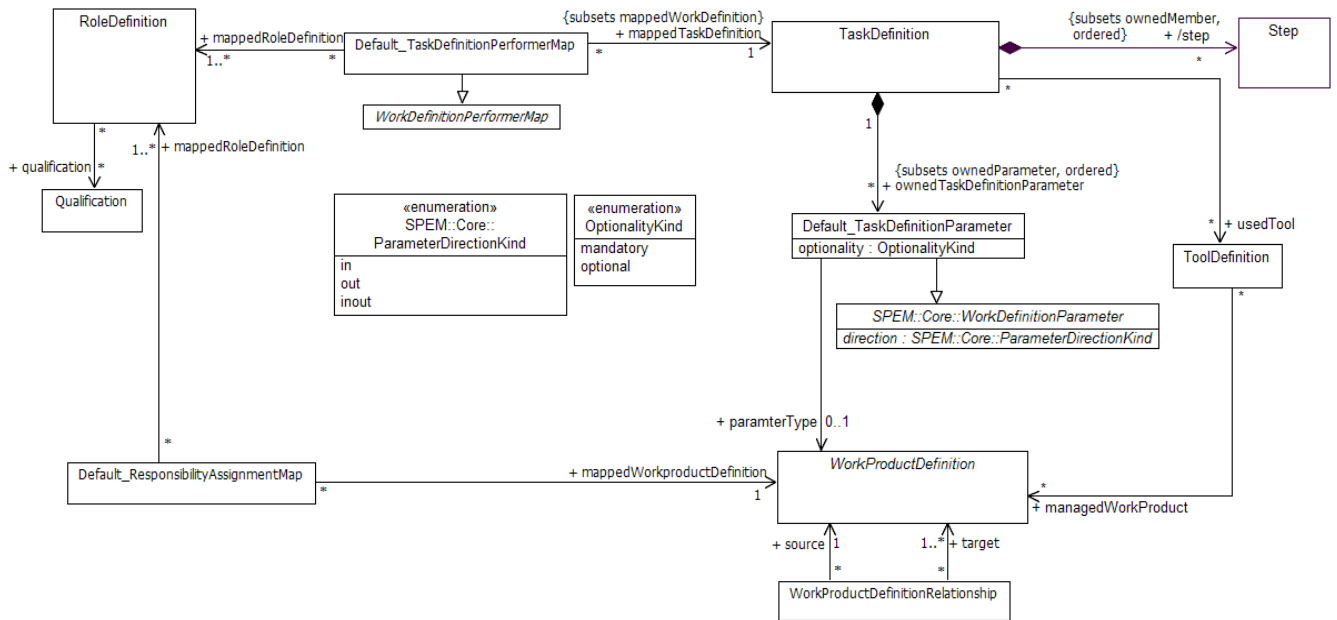 RoleDefinition
+ mappedRoleDefinition
1..*
*
Default_TaskDefinitionPerformerMap
{subsets mappedWorkDefinition}
+ mappedTaskDefinition
*
1
TaskDefinition
{subsets ownedMember,
ordered}
+ /step
*
Step
WorkDefinitionPerformerMap
*
1
*
1..*
+ mappedRoleDefinition
+ qualification
*
Qualification
{subsets ownedParameter, ordered}
*
+ ownedTaskDefinitionParameter
«enumeration»
SPEM::Core::
ParameterDirectionKind
in
out
inout
«enumeration»
OptionalityKind
mandatory
optional
Default_TaskDefinitionParameter
optionality : OptionalityKind
*
+ usedTool
ToolDefinition
*
SPEM::Core::WorkDefinitionParameter
direction : SPEM::Core::ParameterDirectionKind
+ paramterType
0..1
*
Default_ResponsibilityAssignmentMap
*
+ mappedWorkproductDefinition
1
WorkProductDefinition
*
+ managedWorkProduct
+ source
1
1..*
+ target
*
*
WorkProductDefinitionRelationship